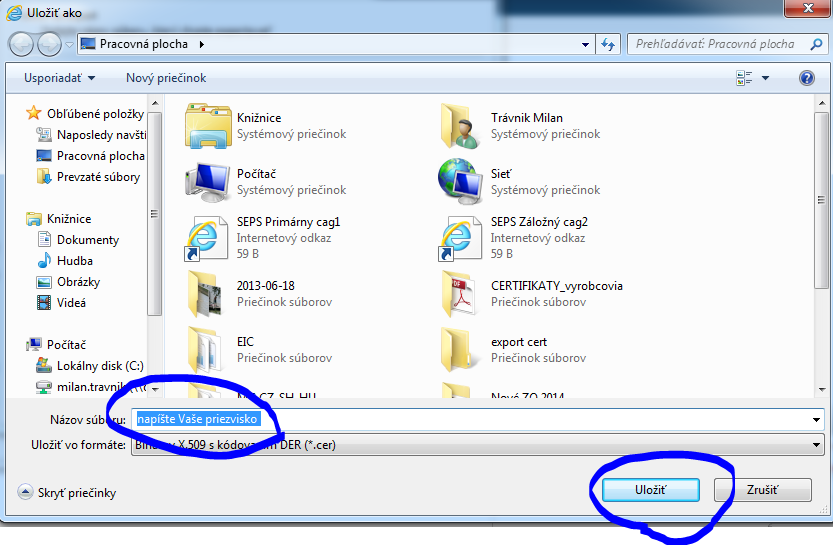 Uložiť ako
Pracovná plocha
Prehľadávať: Pracovná plocha
Usporiadať
Nový priečinok
Obľúbené položky
Naposledy navšti
Pracovná plocha
Prevzaté súbory
Knižnice
Dokumenty
Hudba
Obrázky
Videá
Počítač
Lokálny disk (C:)
milan.travnik
Knižnice
Systémový priečinok
Trávnik Milan
Systémový priečinok
Počítač
Systémový priečinok
Sieť
Systémový priečinok
SEPS Primárny cag1
Internetový odkaz
59 B
SEPS Záložný cag2
Internetový odkaz
59 B
2013-06-18
Priečinok súborov
CERTIFIKATY_vyrobcovia
Priečinok súborov
EIC
Priečinok súborov
export cert
Priečinok súborov
Nové ZO 2014
Názov súboru:
napíšte Vaše priezvisko
Uložiť vo formáte:
Binárny X.509 s kódovaním DER (*.cer)
Skryť priečinky
Uložiť
Zrušiť